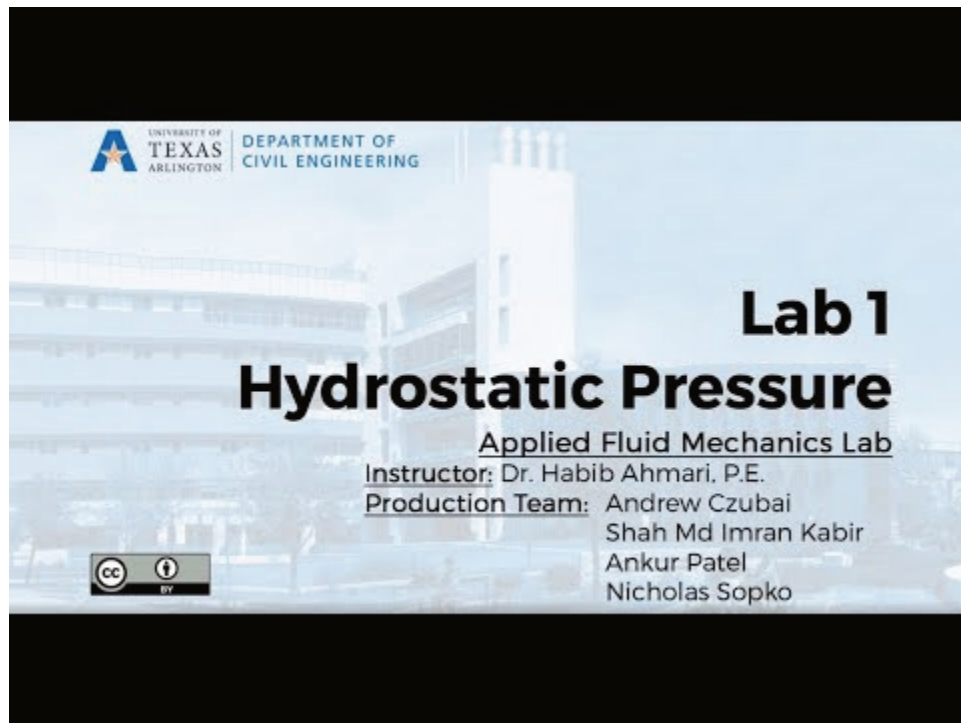 UNIVERSITY OF
TEXAS
ARLINGTON
DEPARTMENT OF
CIVIL ENGINEERING
Lab 1
Hydrostatic Pressure
Applied Fluid Mechanics Lab
Instructor: Dr. Habib Ahmari, P.E.
Production Team: Andrew Czubai
Shah Md Imran Kabir
Ankur Patel
Nicholas Sopko
cc
BY